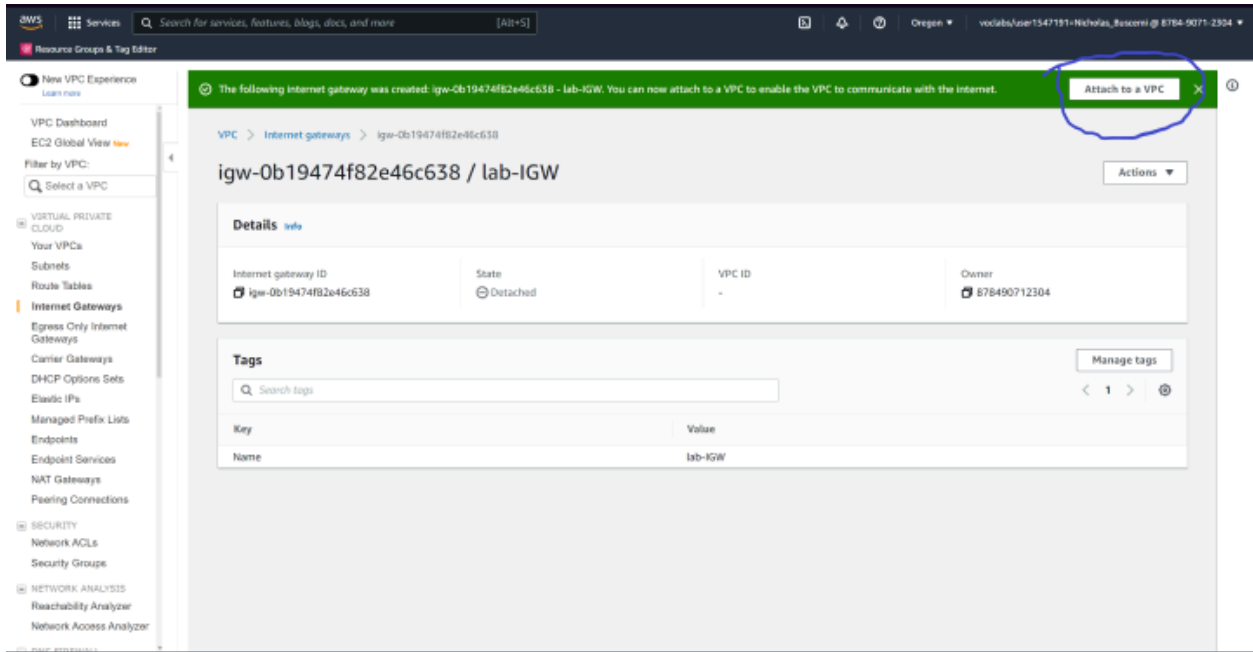 aws Services Search for services, features, blogs, docs, and more [Alt+S] Oregon voclabs/user1547191=Nicholas_Buscemi @ 8784-9071-2304
Resource Groups & Tag Editor
New VPC Experience
Learn more
VPC Dashboard
EC2 Global View New
Filter by VPC:
Select a VPC
VIRTUAL PRIVATE
CLOUD
Your VPCs
Subnets
Route Tables
Internet Gateways
Egress Only Internet
Gateways
Carrier Gateways
DHCP Options Sets
Elastic IPs
Managed Prefix Lists
Endpoints
Endpoint Services
NAT Gateways
Peering Connections
SECURITY
Network ACLs
Security Groups
NETWORK ANALYSIS
Reachability Analyzer
Network Access Analyzer
DNS FIREWALL
The following internet gateway was created: igw-0b19474f82e46c638 - lab-IGW. You can now attach to a VPC to enable the VPC to communicate with the internet. Attach to a VPC
VPC > Internet gateways > igw-0b19474f82e46c638
igw-0b19474f82e46c638 / lab-IGW Actions
Details Info
Internet gateway ID State VPC ID Owner
igw-0b19474f82e46c638 Detached - 878490712304
Tags Manage tags
Search tags 1
Key Value
Name lab-IGW